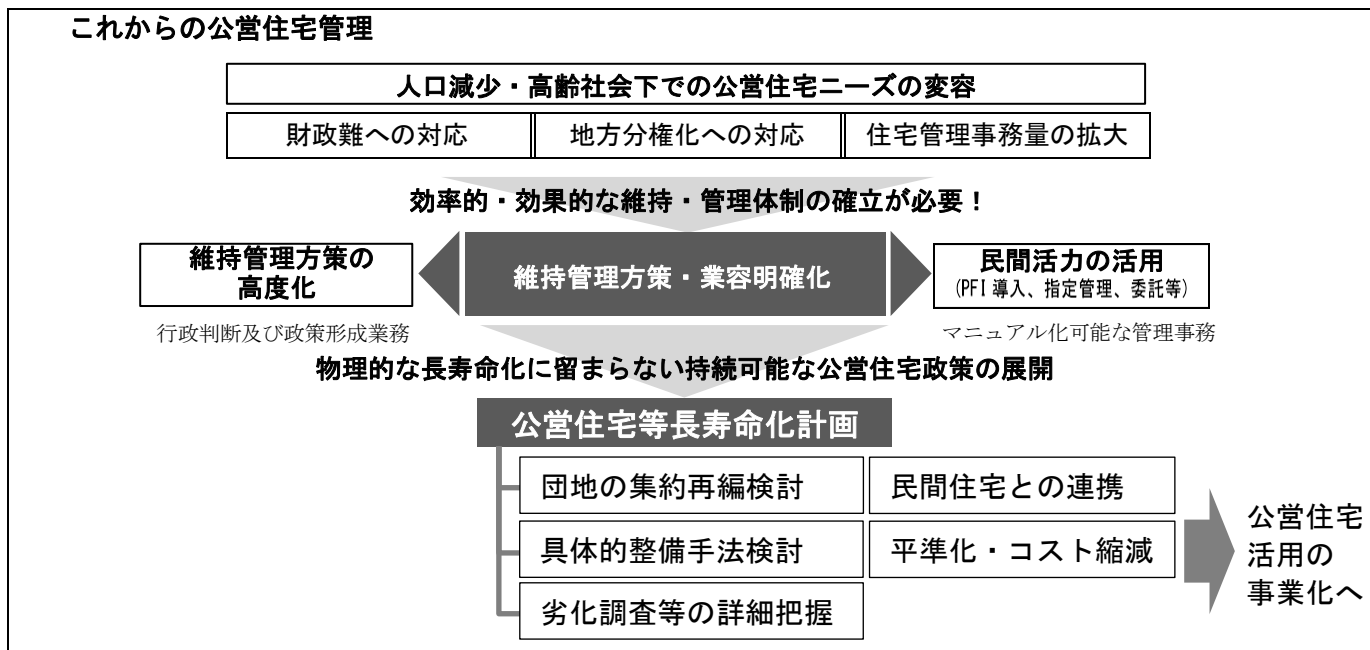 これからの公営住宅管理
人口減少・高齢社会下での公営住宅ニーズの変容
財政難への対応
地方分権化への対応
住宅管理事務量の拡大
効率的・効果的な維持・管理体制の確立が必要！
維持管理方策の
高度化
維持管理方策・業容明確化
民間活力の活用
(PFI 導入、指定管理、委託等)
行政判断及び政策形成業務
マニュアル化可能な管理事務
物理的な長寿命化に留まらない持続可能な公営住宅政策の展開
公営住宅等長寿命化計画
団地の集約再編検討
民間住宅との連携
具体的整備手法検討
平準化・コスト縮減
劣化調査等の詳細把握
公営住宅
活用の
事業化へ